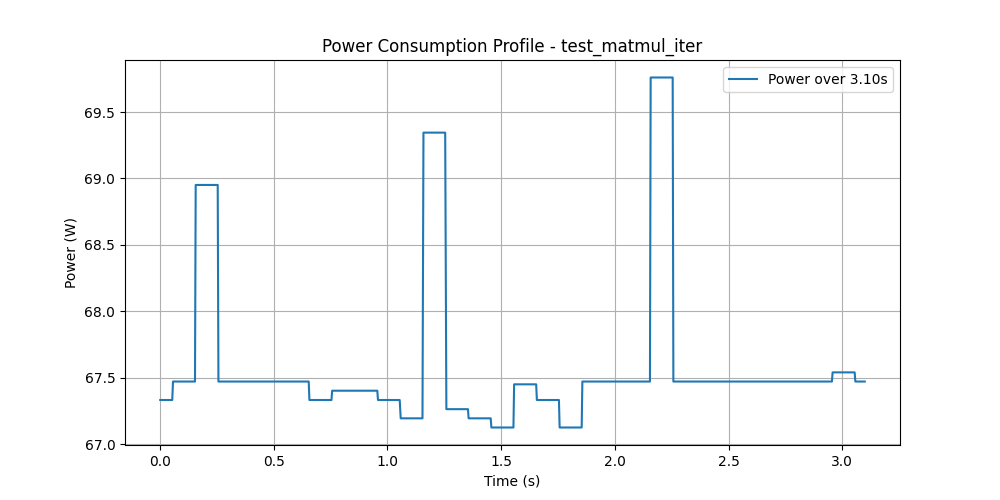 Power Consumption Profile - test_matmul_iter
Power over 3.10s
Power (W)
69.5
69.0
68.5
68.0
67.5
67.0
0.0 0.5 1.0 1.5 2.0 2.5 3.0
Time (s)